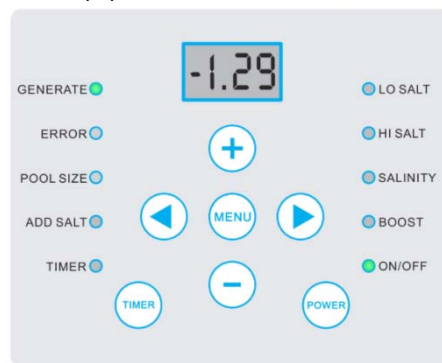 -1.29
GENERATE
LO SALT
ERROR
HI SALT
+
POOL SIZE
SALINITY
MENU
ADD SALT
BOOST
TIMER
ON/OFF
-
TIMER
POWER